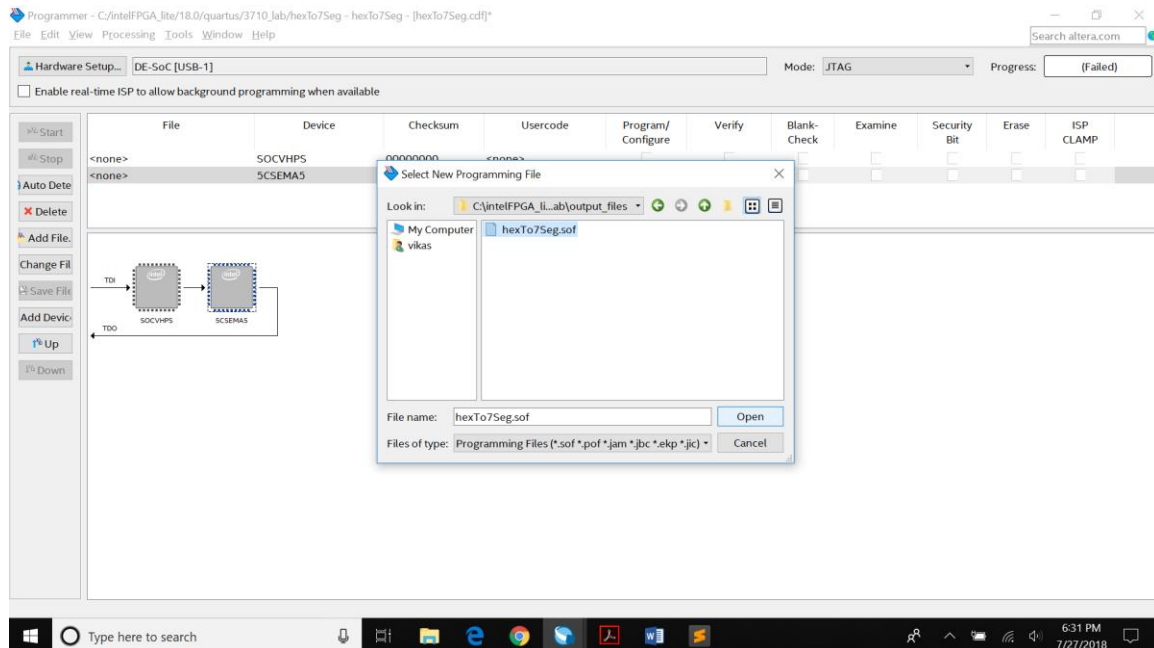 Programmer - C:/intelFPGA_lite/18.0/quartus/3710_lab/hexTo7Seg - hexTo7Seg - [hexTo7Seg.cdf]*
File Edit View Processing Tools Window Help
Search altera.com
Hardware Setup... DE-SoC [USB-1] Mode: JTAG Progress: (Failed)
Enable real-time ISP to allow background programming when available
File Device Checksum Usercode Program/ Configure Verify Blank- Check Examine Security Bit Erase ISP CLAMP
<none> SOCVHPS 00000000 <none>
<none> 5CSEMA5
Start
Stop
Auto Dete
Delete
Add File.
Change Fil
Save File
Add Devic
Up
Down
TDI
intel
intel
SOCVHPS
5CSEMA5
TDO
Select New Programming File
Look in: C:\intelFPGA_li...ab\output_files
My Computer
vikas
hexTo7Seg.sof
File name: hexTo7Seg.sof Open
Files of type: Programming Files (*.sof *.pof *.jam *.jbc *.ekp *.jic) Cancel
Type here to search
6:31 PM
7/27/2018